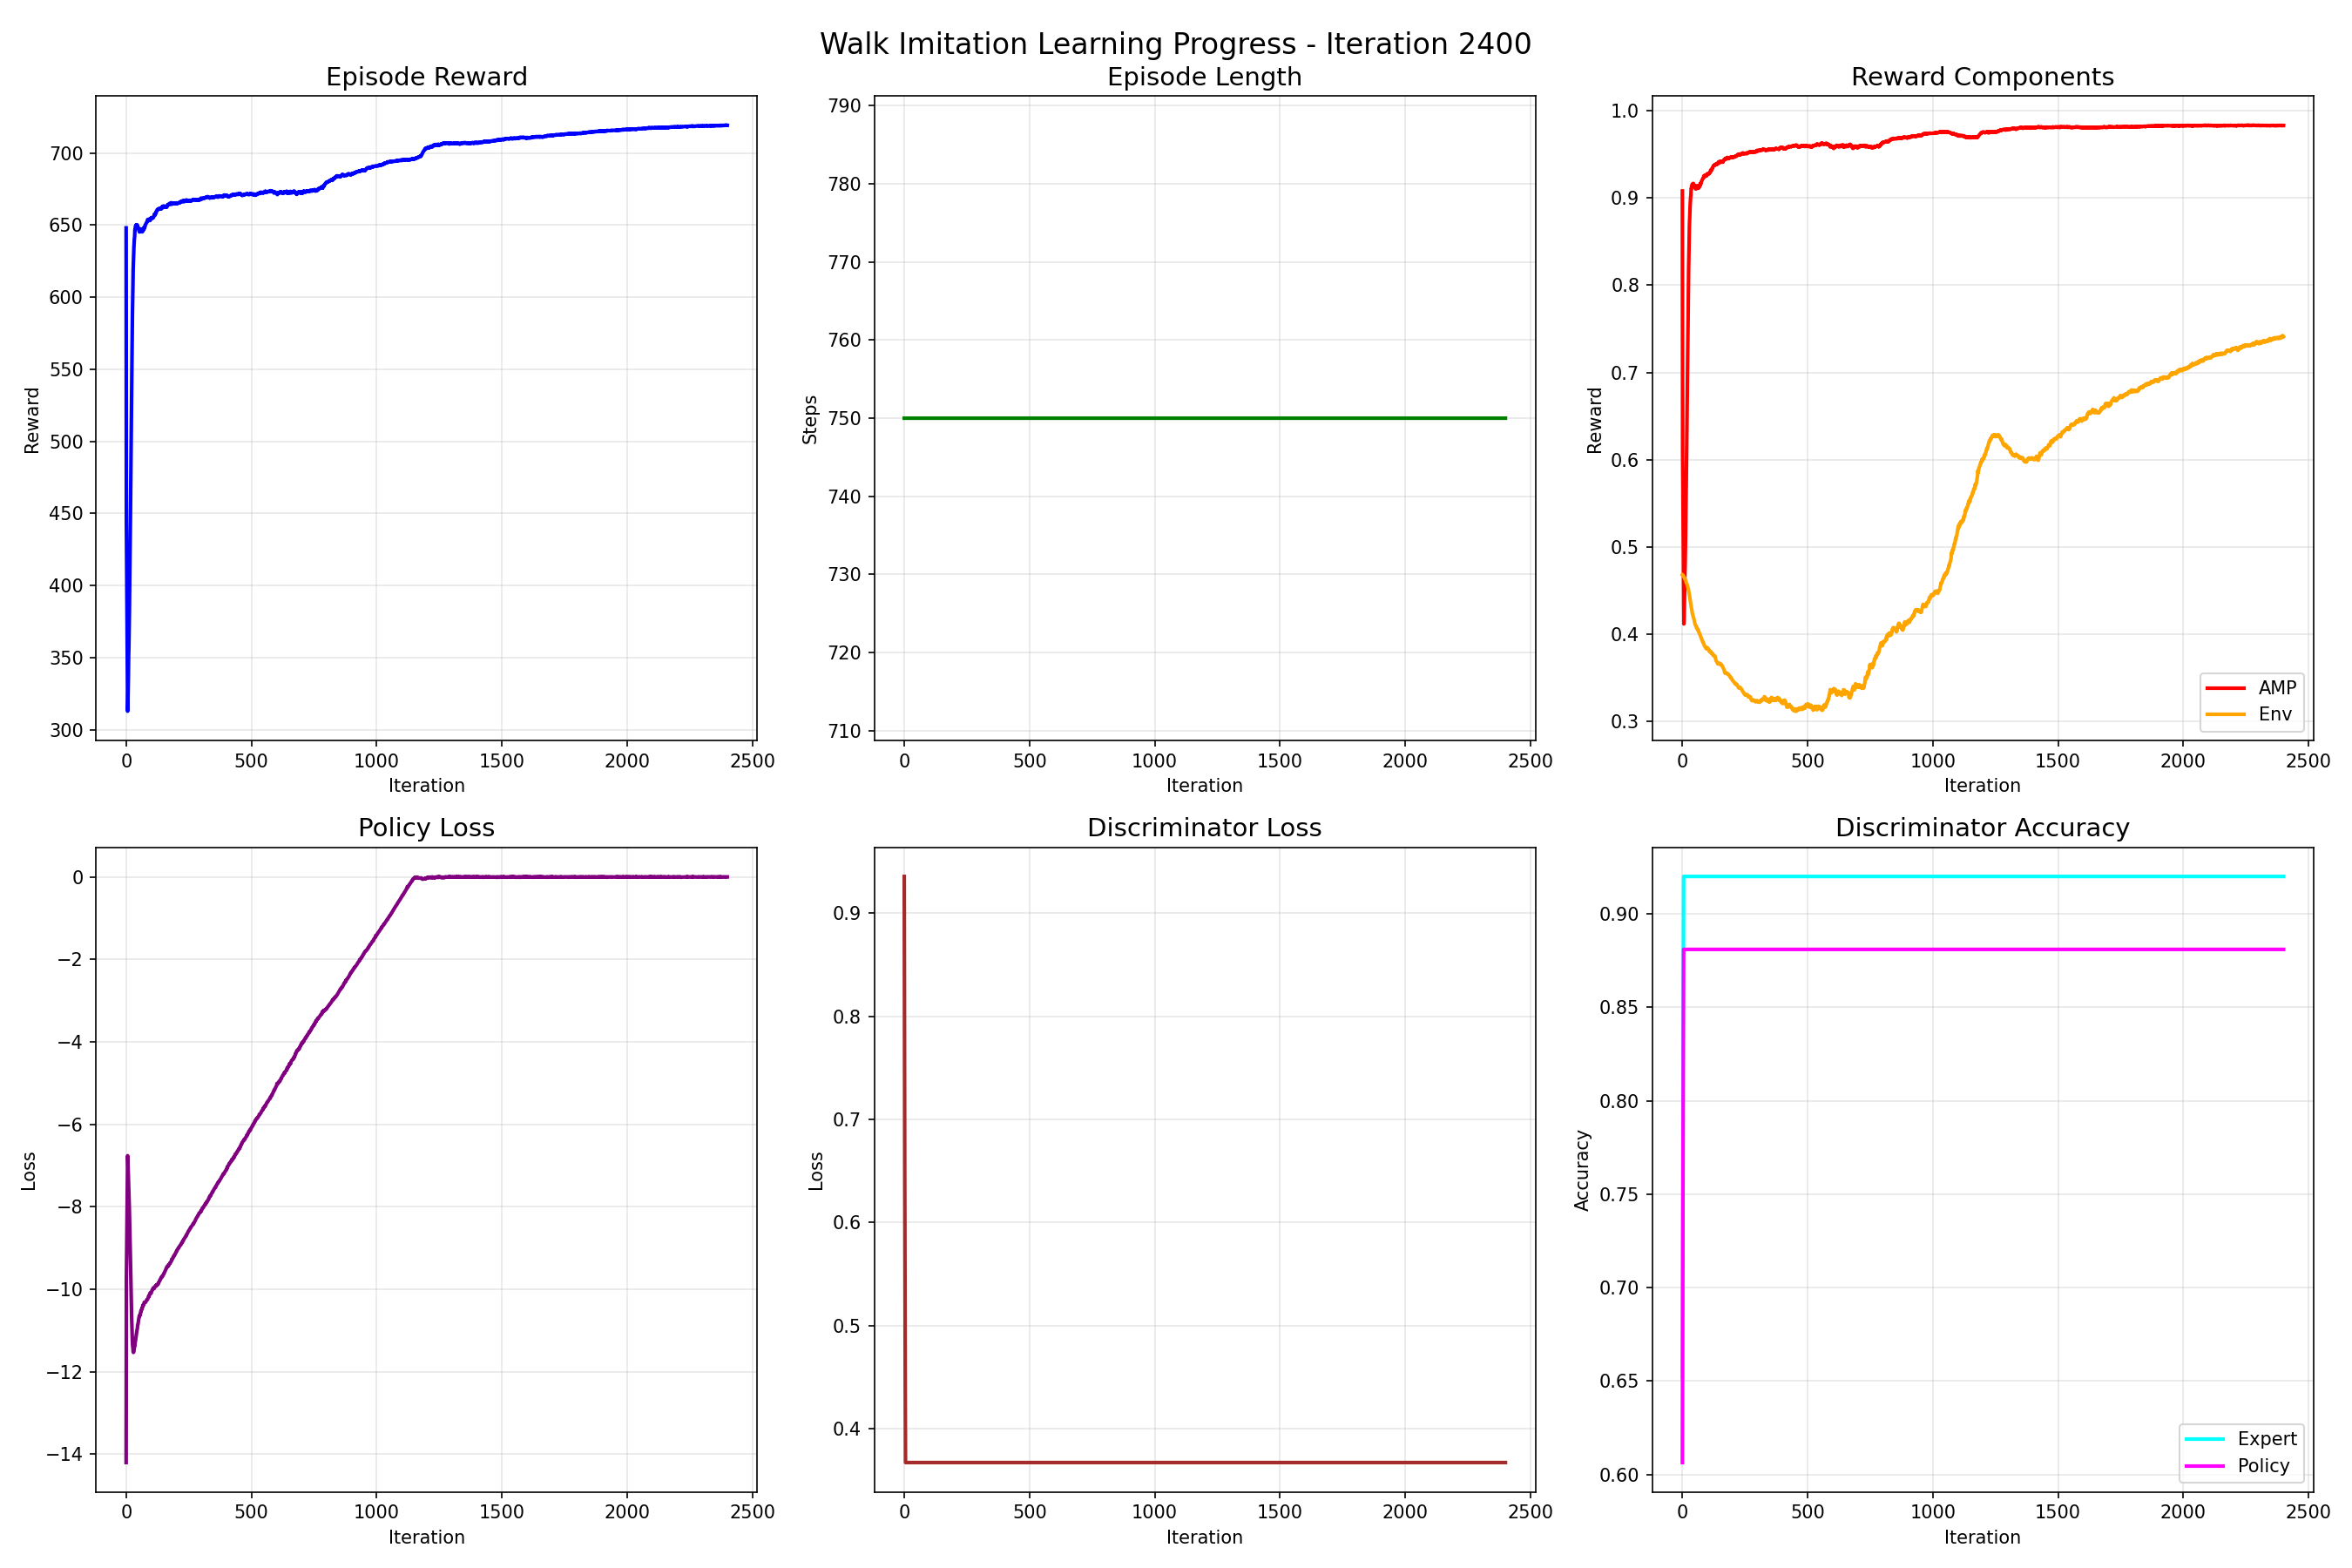 Walk Imitation Learning Progress - Iteration 2400
Episode Reward
Reward
700
650
600
550
500
450
400
350
300
0 500 1000 1500 2000 2500
Iteration
Episode Length
Steps
790
780
770
760
750
740
730
720
710
0 500 1000 1500 2000 2500
Iteration
Reward Components
Reward
1.0
0.9
0.8
0.7
0.6
0.5
0.4
0.3
AMP
Env
0 500 1000 1500 2000 2500
Iteration
Policy Loss
Loss
0
−2
−4
−6
−8
−10
−12
−14
0 500 1000 1500 2000 2500
Iteration
Discriminator Loss
Loss
0.9
0.8
0.7
0.6
0.5
0.4
0 500 1000 1500 2000 2500
Iteration
Discriminator Accuracy
Accuracy
0.90
0.85
0.80
0.75
0.70
0.65
0.60
Expert
Policy
0 500 1000 1500 2000 2500
Iteration